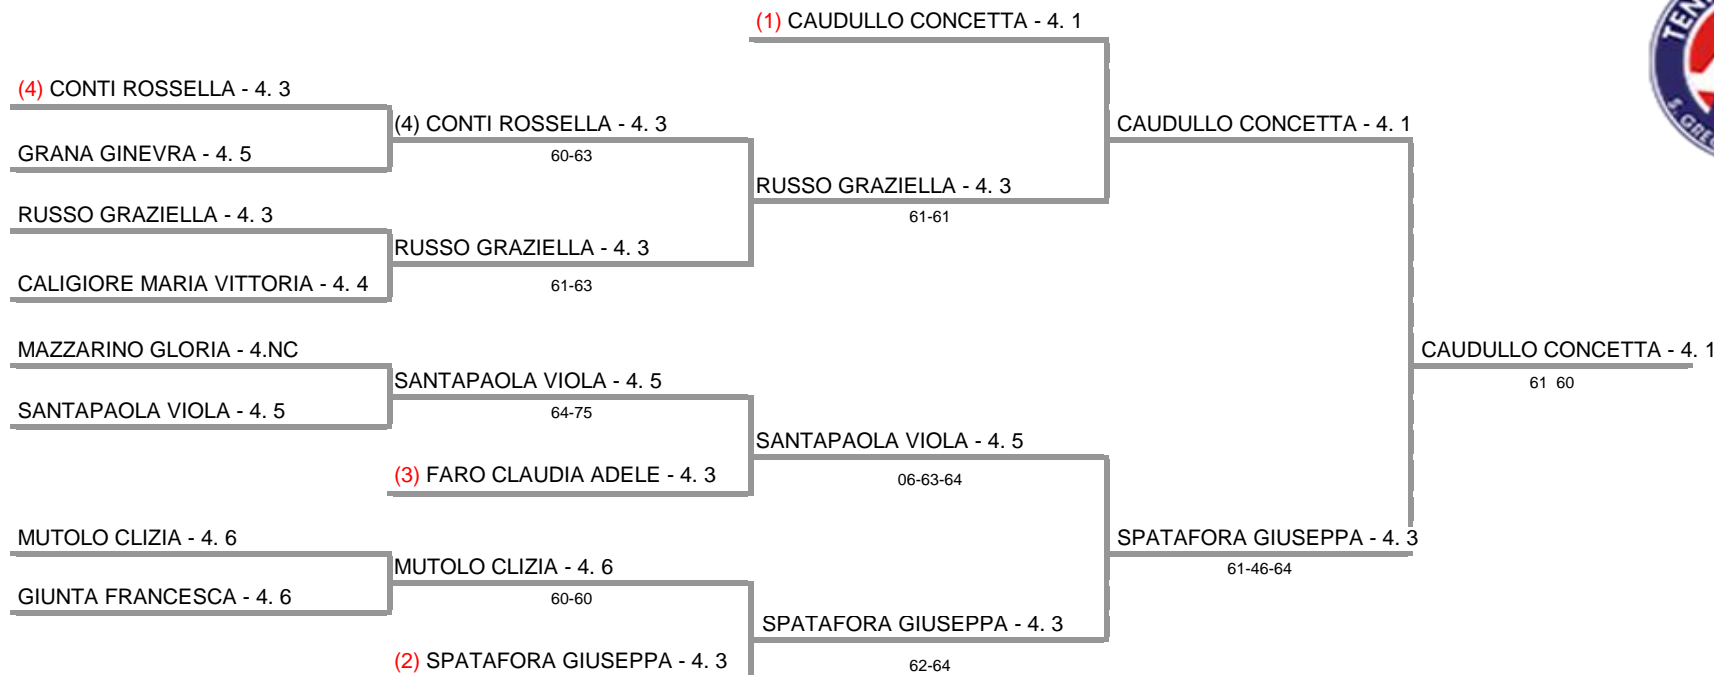 (1) CAUDULLO CONCETTA - 4. 1
(4) CONTI ROSSELLA - 4. 3
(4) CONTI ROSSELLA - 4. 3
CAUDULLO CONCETTA - 4. 1
GRANA GINEVRA - 4. 5
60-63
RUSSO GRAZIELLA - 4. 3
RUSSO GRAZIELLA - 4. 3
61-61
RUSSO GRAZIELLA - 4. 3
CALIGIORE MARIA VITTORIA - 4. 4
61-63
MAZZARINO GLORIA - 4.NC
CAUDULLO CONCETTA - 4. 1
SANTAPAOLA VIOLA - 4. 5
61 60
SANTAPAOLA VIOLA - 4. 5
64-75
SANTAPAOLA VIOLA - 4. 5
(3) FARO CLAUDIA ADELE - 4. 3
06-63-64
MUTOLO CLIZIA - 4. 6
SPATAFORA GIUSEPPA - 4. 3
MUTOLO CLIZIA - 4. 6
61-46-64
GIUNTA FRANCESCA - 4. 6
60-60
SPATAFORA GIUSEPPA - 4. 3
(2) SPATAFORA GIUSEPPA - 4. 3
62-64